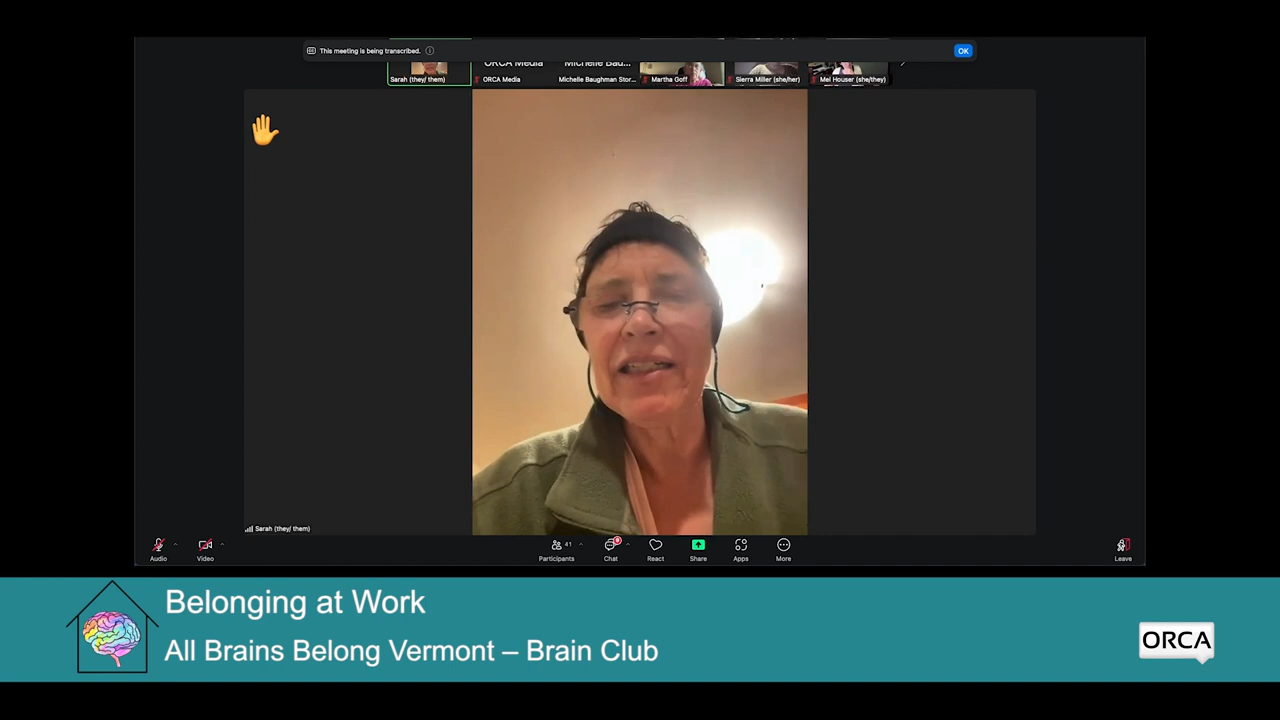 This meeting is being transcribed.
OK
Sarah (they/ them)
ORCA Media
ORCA Media
Michelle Bau...
Michelle Baughman Stor...
Martha Goff
Sierra Miller (she/her)
Mel Houser (she/they)
Sarah (they/ them)
Audio
Video
Participants
41
Chat
React
Share
Apps
More
Leave
Belonging at Work
All Brains Belong Vermont – Brain Club
ORCA